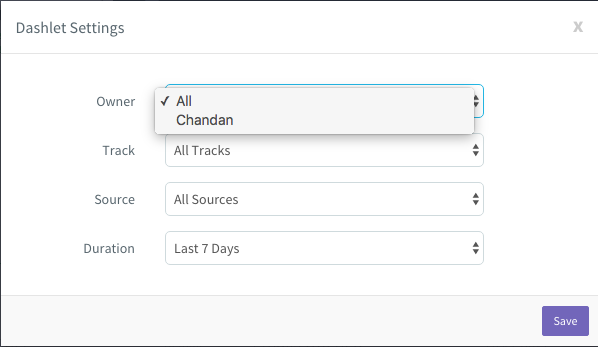 Dashlet Settings
X
Owner
✓ All
Chandan
Track
All Tracks
Source
All Sources
Duration
Last 7 Days
Save